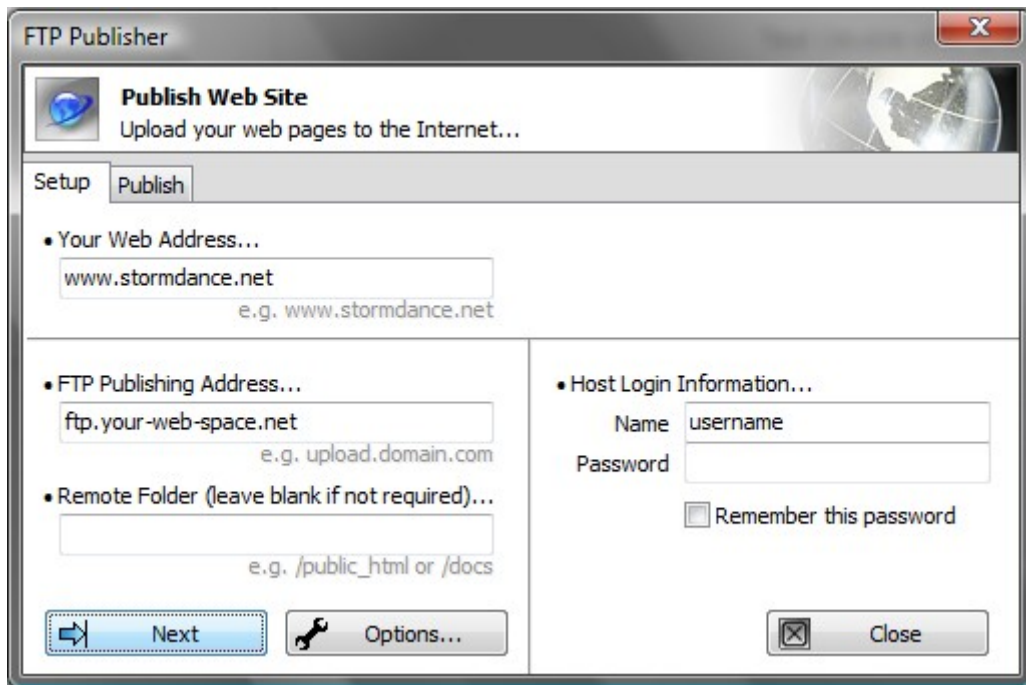 FTP Publisher
Publish Web Site
Upload your web pages to the Internet...
Setup
Publish
• Your Web Address...
www.stormdance.net
e.g. www.stormdance.net
• FTP Publishing Address...
ftp.your-web-space.net
e.g. upload.domain.com
• Remote Folder (leave blank if not required)...
e.g. /public_html or /docs
• Host Login Information...
Name username
Password
Remember this password
Next
Options...
Close